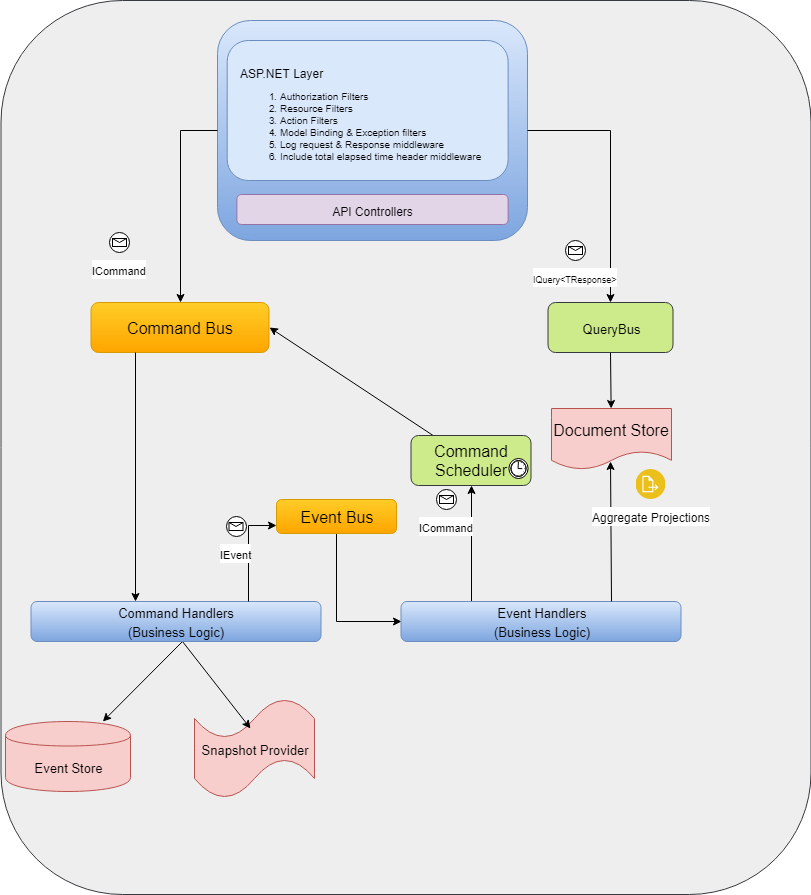 ASP.NET Layer
1. Authorization Filters
2. Resource Filters
3. Action Filters
4. Model Binding & Exception filters
5. Log request & Response middleware
6. Include total elapsed time header middleware
API Controllers
ICommand
IQuery<TResponse>
Command Bus
QueryBus
Document Store
Command
Scheduler
ICommand
Aggregate Projections
Event Bus
IEvent
Command Handlers
(Business Logic)
Event Handlers
(Business Logic)
Event Store
Snapshot Provider